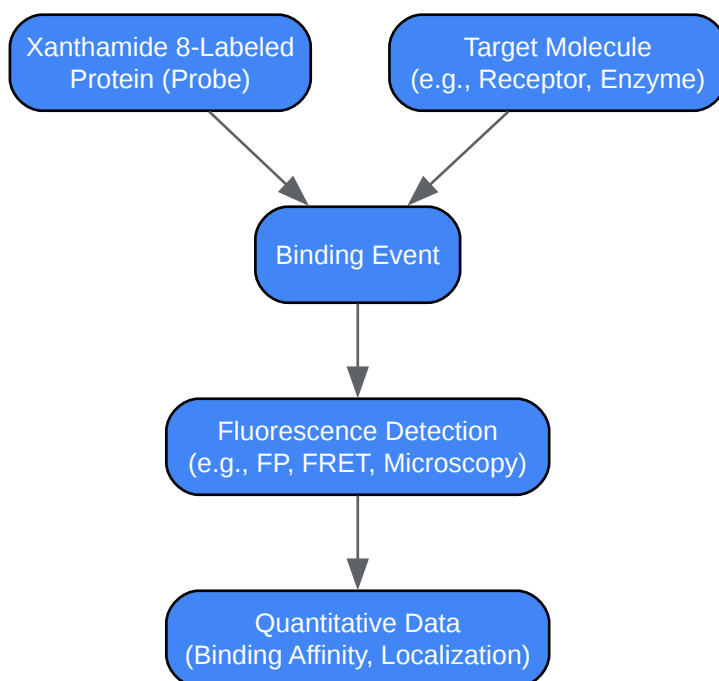 Xanthamide 8-Labeled
Protein (Probe)
Target Molecule
(e.g., Receptor, Enzyme)
Binding Event
Fluorescence Detection
(e.g., FP, FRET, Microscopy)
Quantitative Data
(Binding Affinity, Localization)